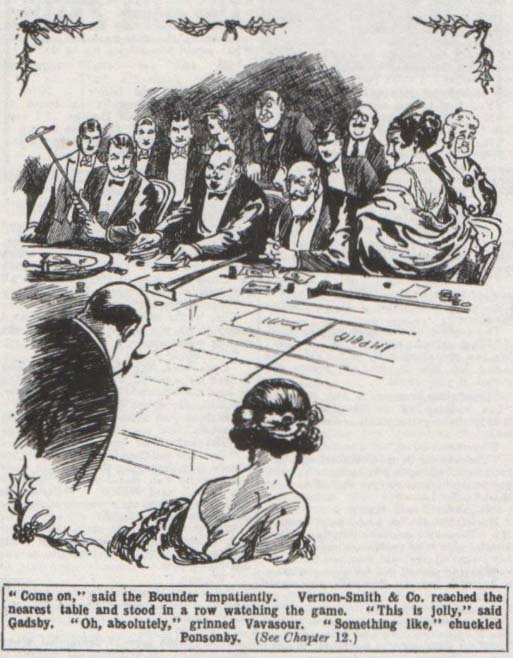 "Come on," said the Bounder impatiently. Vernon-Smith & Co. reached the
nearest table and stood in a row watching the game. "This is jolly," said
Gadsby. "Oh, absolutely," grinned Vavasour. "Something like," chuckled
Ponsonby. (See Chapter 12.)